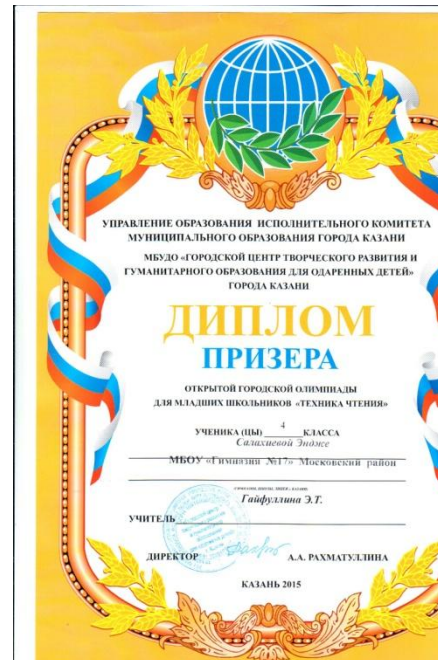 УПРАВЛЕНИЕ ОБРАЗОВАНИЯ ИСПОЛНИТЕЛЬНОГО КОМИТЕТА
МУНИЦИПАЛЬНОГО ОБРАЗОВАНИЯ ГОРОДА КАЗАНИ
МБУДО «ГОРОДСКОЙ ЦЕНТР ТВОРЧЕСКОГО РАЗВИТИЯ И
ГУМАНИТАРНОГО ОБРАЗОВАНИЯ ДЛЯ ОДАРЕННЫХ ДЕТЕЙ»
ГОРОДА КАЗАНИ
ДИПЛОМ
ПРИЗЕРА
ОТКРЫТОЙ ГОРОДСКОЙ ОЛИМПИАДЫ
ДЛЯ МЛАДШИХ ШКОЛЬНИКОВ «ТЕХНИКА ЧТЕНИЯ»
УЧЕНИКА (ЦЫ) 4 КЛАССА
Салахиевой Эндже
МБОУ «Гимназия №17» Московский район
Гайфуллина Э.Т.
УЧИТЕЛЬ
ДИРЕКТОР А.А. РАХМАТУЛЛИНА
КАЗАНЬ 2015